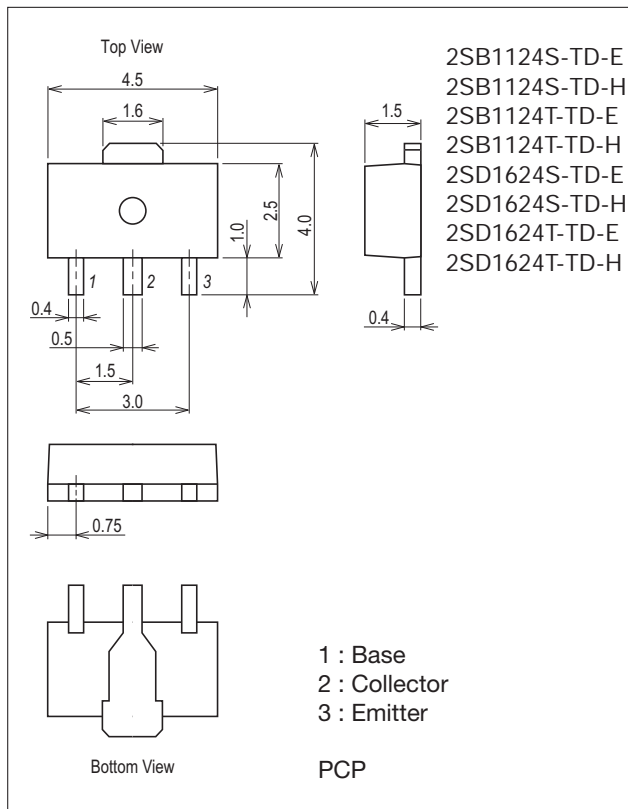 Top View
4.5
1.6
2.5
1.0
4.0
1
2
3
0.4
0.5
1.5
3.0
1.5
0.4
2SB1124S-TD-E
2SB1124S-TD-H
2SB1124T-TD-E
2SB1124T-TD-H
2SD1624S-TD-E
2SD1624S-TD-H
2SD1624T-TD-E
2SD1624T-TD-H
0.75
Bottom View
1 : Base
2 : Collector
3 : Emitter
PCP